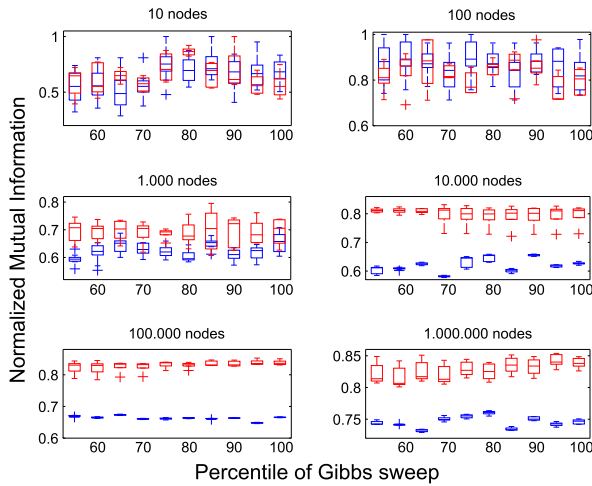 10 nodes
100 nodes
1
0.5
60 70 80 90 100
1
0.8
0.6
60 70 80 90 100
1.000 nodes
10.000 nodes
0.8
0.7
0.6
60 70 80 90 100
0.8
0.6
60 70 80 90 100
100.000 nodes
1.000.000 nodes
0.8
0.7
0.6
60 70 80 90 100
0.85
0.8
0.75
60 70 80 90 100
Normalized Mutual Information
Percentile of Gibbs sweep